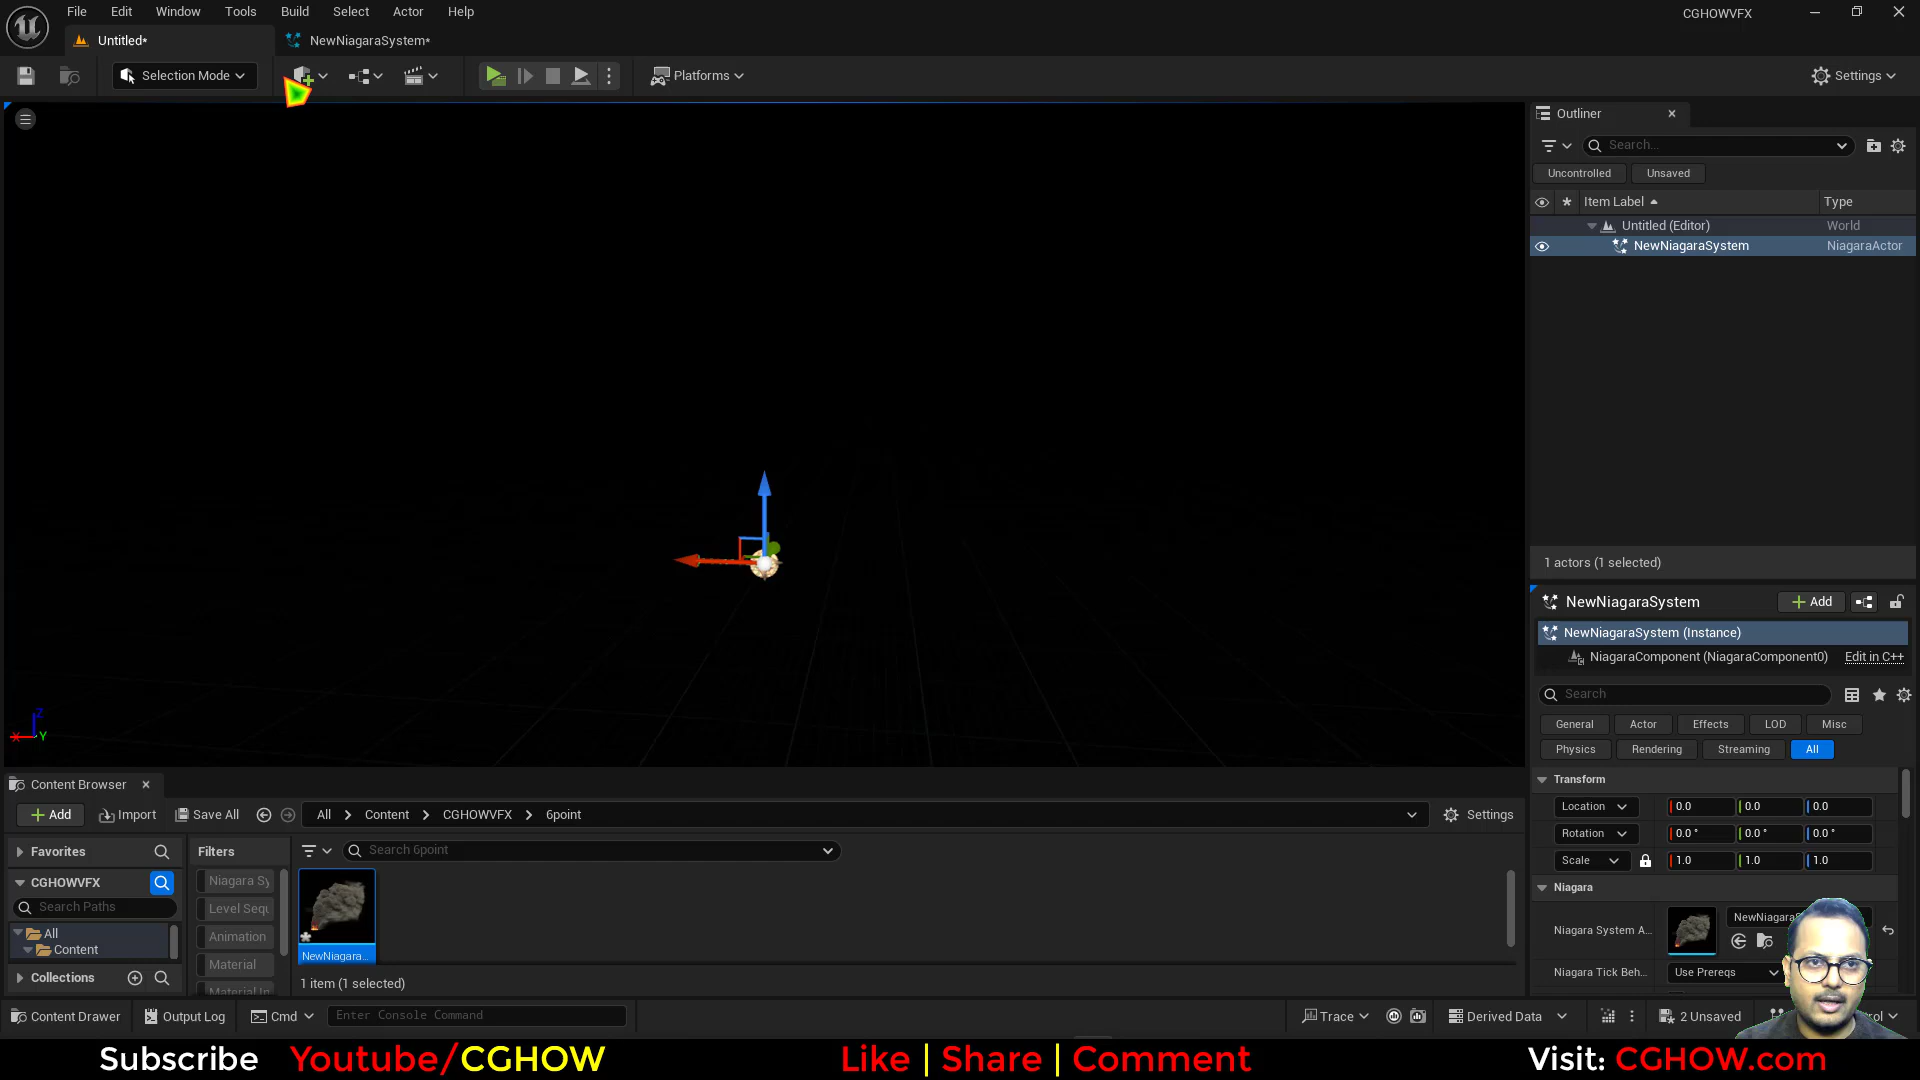 File Edit Window Tools Build Select Actor Help
CGHOWVFX
Untitled*
NewNiagaraSystem*
Selection Mode
Platforms
Settings
Outliner
Search...
Uncontrolled Unsaved
Item Label Type
Untitled (Editor) World
NewNiagaraSystem NiagaraActor
1 actors (1 selected)
NewNiagaraSystem
Add
NewNiagaraSystem (Instance)
NiagaraComponent (NiagaraComponent0) Edit in C++
Search
General Actor Effects LOD Misc
Physics Rendering Streaming All
Transform
Location 0.0 0.0 0.0
Rotation 0.0 ° 0.0 ° 0.0 °
Scale 1.0 1.0 1.0
Niagara
Niagara System A...
Niagara Tick Beh... Use Prereqs
Z
X Y
Content Browser
Add Import Save All All Content CGHOWVFX 6point Settings
Favorites
CGHOWVFX
Search Paths
All
Content
Collections
Filters
Niagara Sy
Level Sequ
Animation
Material
Material In
Search 6point
NewNiagara...
1 item (1 selected)
Content Drawer Output Log Cmd Enter Console Command Trace Derived Data 2 Unsaved
Subscribe Youtube/CGHOW Like | Share | Comment Visit: CGHOW.com